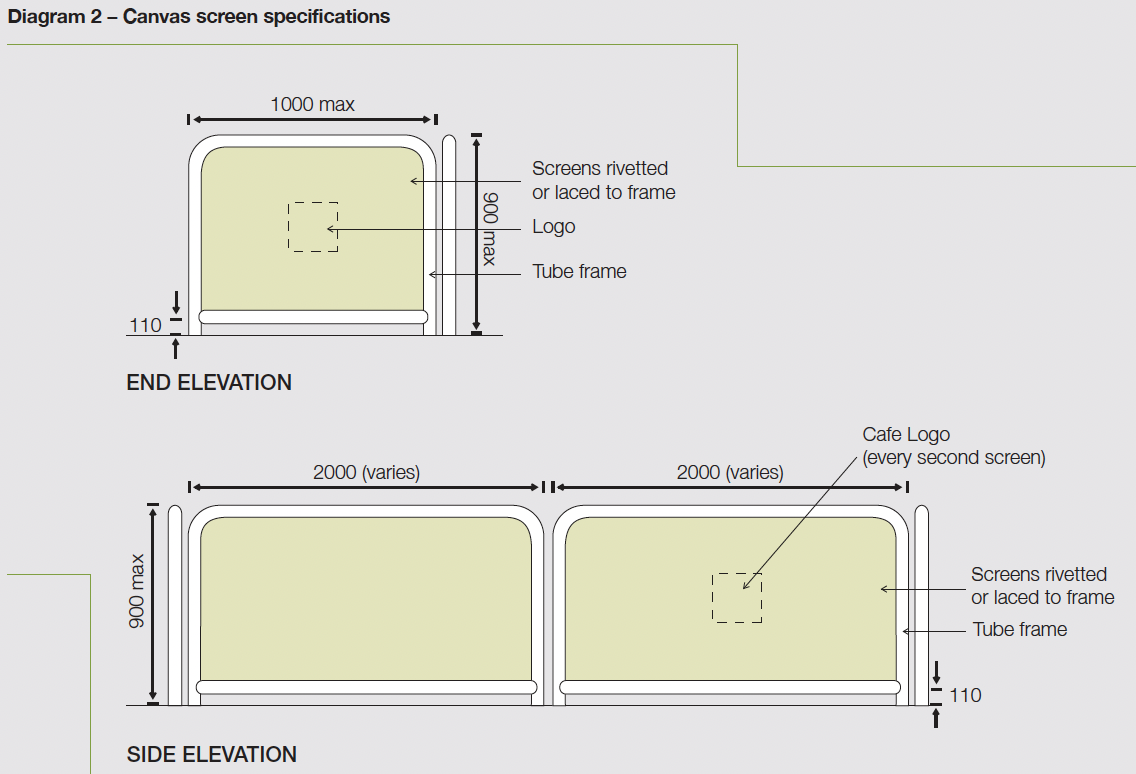 Diagram 2 – Canvas screen specifications
1000 max
Screens rivetted
or laced to frame
900 max
Logo
Tube frame
110
END ELEVATION
Cafe Logo
(every second screen)
2000 (varies)
2000 (varies)
900 max
Screens rivetted
or laced to frame
Tube frame
110
SIDE ELEVATION